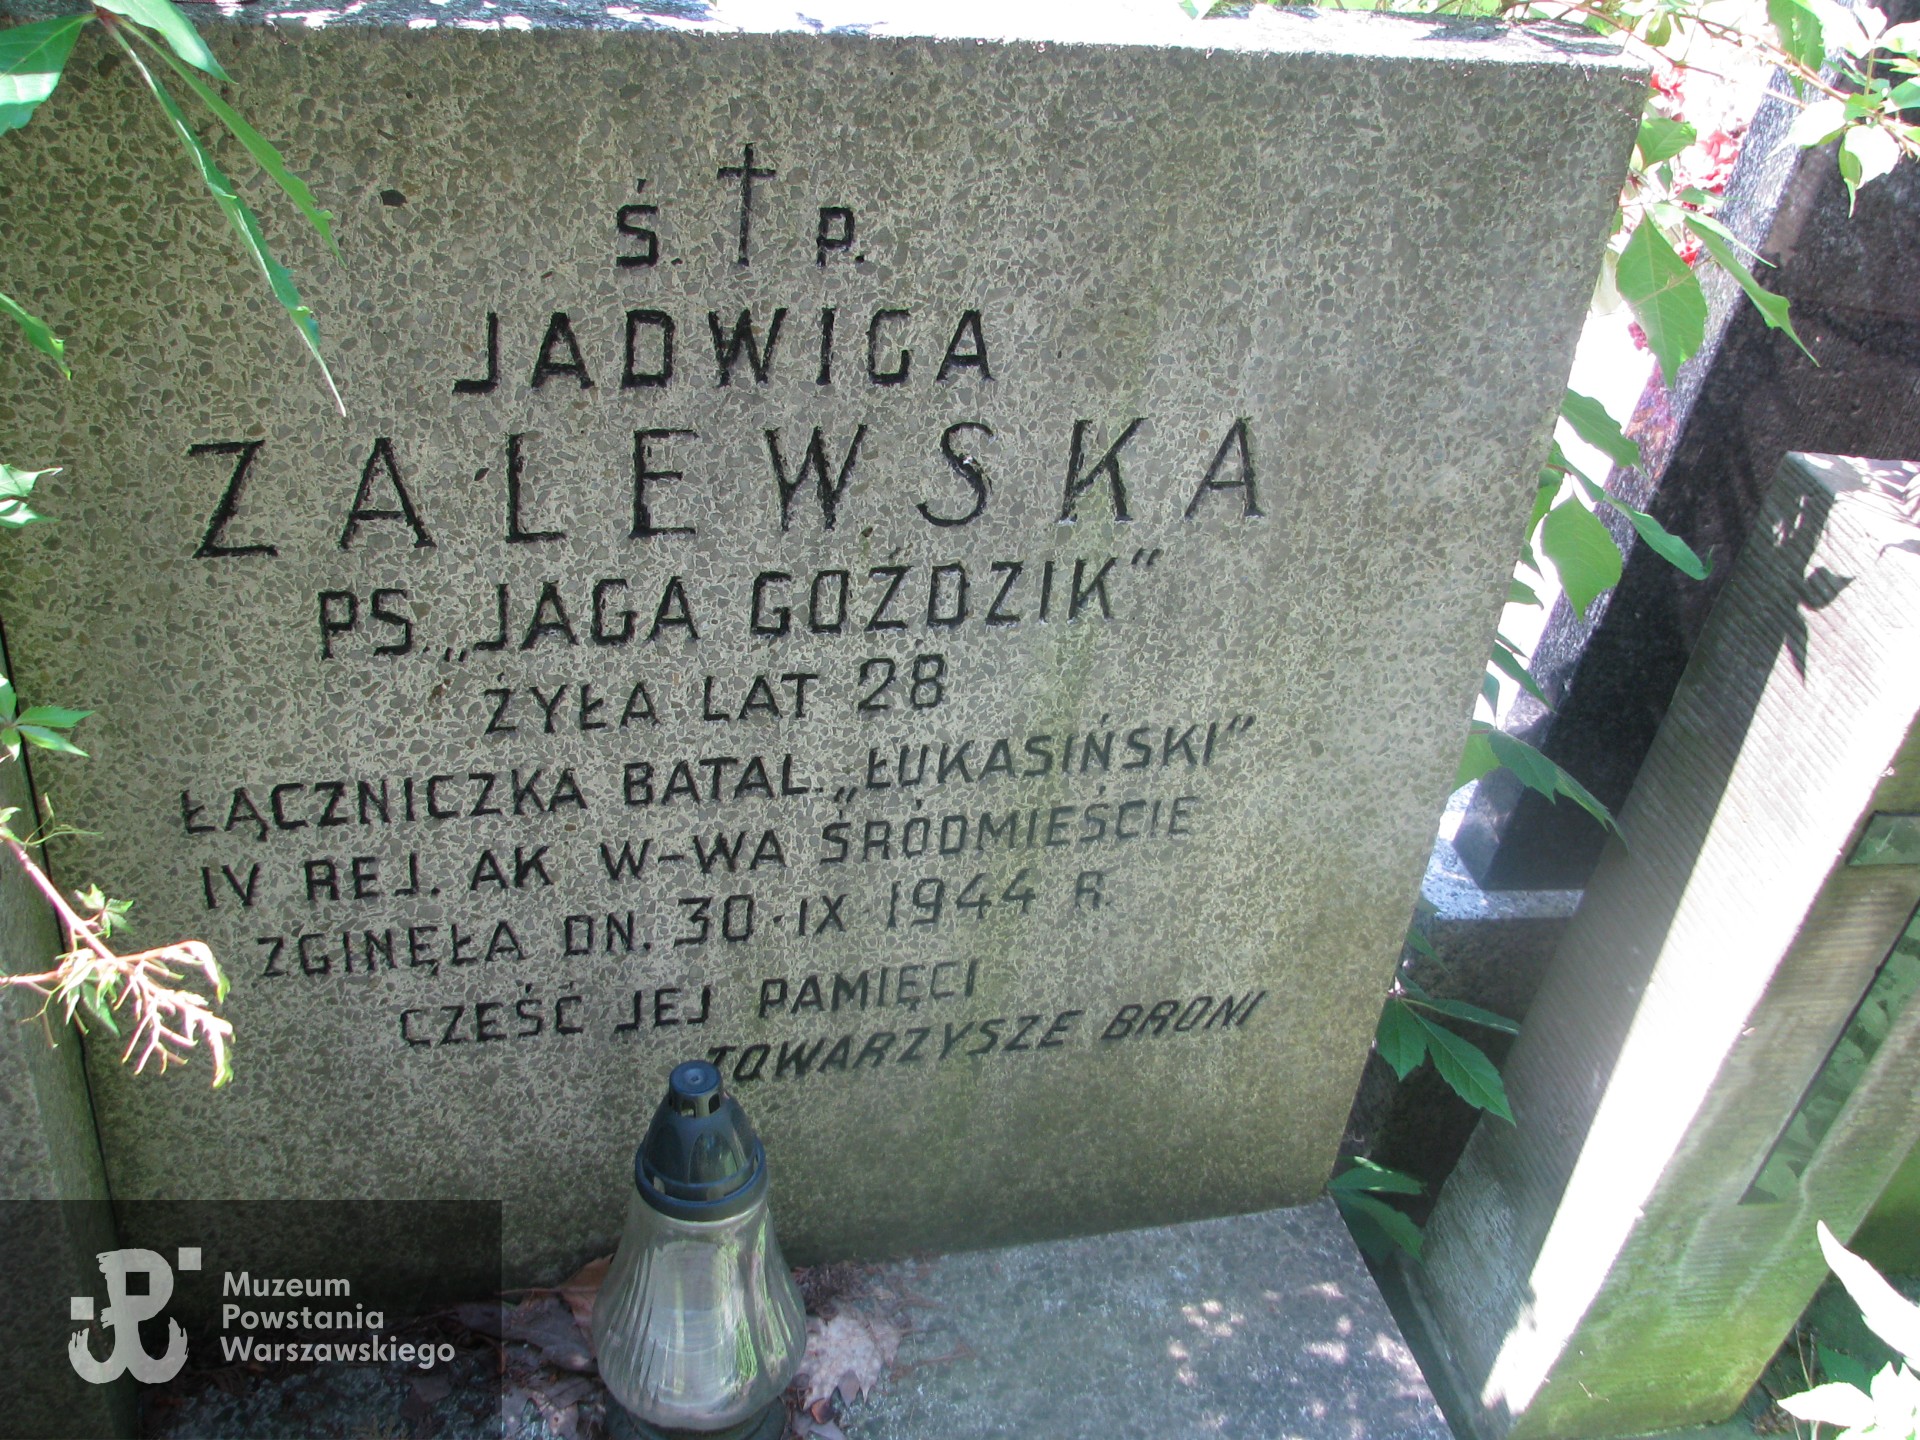 Ś. P.
JADWIGA
ZALEWSKA
PS. „JAGA GOŹDZIK”
ŻYŁA LAT 28
ŁĄCZNICZKA BATAL. „ŁUKASIŃSKI”
IV REJ. AK W-WA ŚRÓDMIEŚCIE
ZGINĘŁA DN. 30·IX·1944 R.
CZEŚĆ JEJ PAMIĘCI
TOWARZYSZE BRONI
Muzeum
Powstania
Warszawskiego